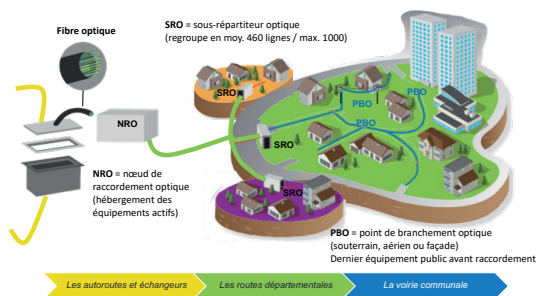 SRO = sous-répartiteur optique
(regroupe en moy. 460 lignes / max. 1000)
Fibre optique
SRO
PBO
PBO
PBO
NRO
SRO
NRO = nœud de
raccordement optique
(hébergement des
équipements actifs)
SRO
PBO = point de branchement optique
(souterrain, aérien ou façade)
Dernier équipement public avant raccordement
Les autoroutes et échangeurs
Les routes départementales
La voirie communale